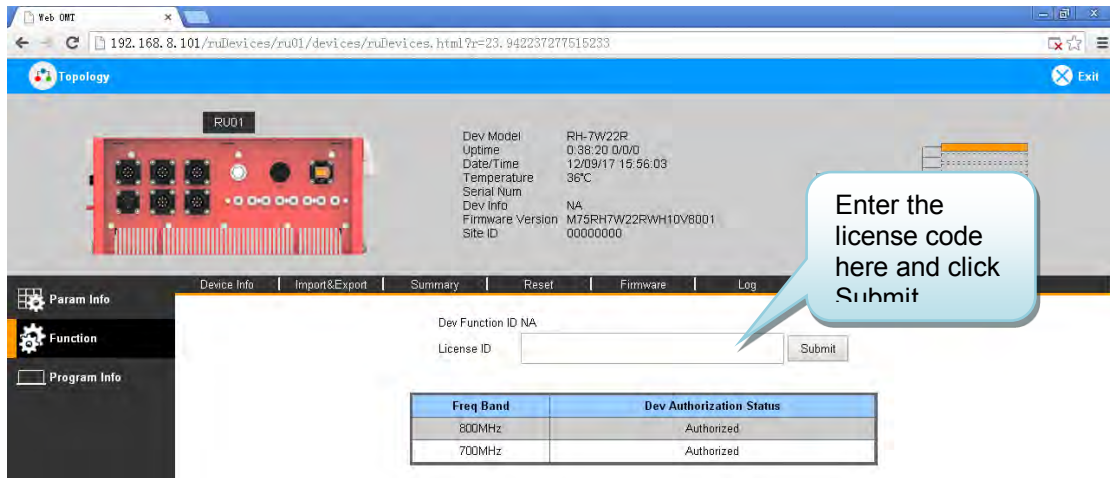 Web OMT
192.168.8.101/ruDevices/ru01/devices/ruDevices.html?r=23.942237277515233
Topology
Exit
RU01
Dev Model RH-7W22R
Uptime 0:38:20 0/0/0
Date/Time 12/09/17 15:56:03
Temperature 36℃
Serial Num
Dev Info NA
Firmware Version M75RH7W22RWH10V8001
Site ID 00000000
Enter the
license code
here and click
Submit
Device Info | Import&Export | Summary | Reset | Firmware | Log
Param Info
Function
Program Info
Dev Function ID NA
License ID
Submit
Freq Band Dev Authorization Status
800MHz Authorized
700MHz Authorized